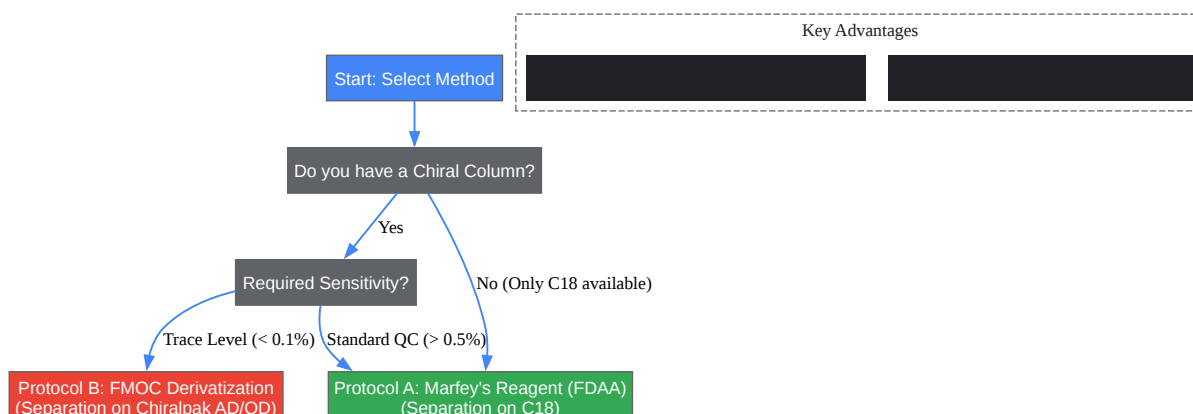 Key Advantages
Start: Select Method
Do you have a Chiral Column?
Yes
Required Sensitivity?
No (Only C18 available)
Trace Level (< 0.1%)
Standard QC (> 0.5%)
Protocol B: FMOC Derivatization
(Separation on Chiralpak AD/OD)
Protocol A: Marfey's Reagent (FDAA)
(Separation on C18)